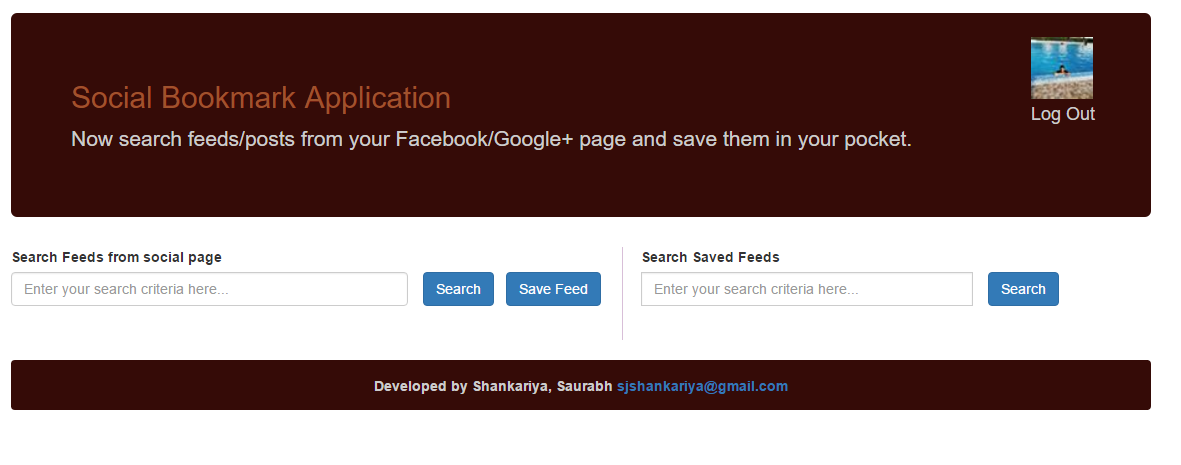 Social Bookmark Application
Now search feeds/posts from your Facebook/Google+ page and save them in your pocket.
Log Out
Search Feeds from social page
Enter your search criteria here...
Search
Save Feed
Search Saved Feeds
Enter your search criteria here...
Search
Developed by Shankariya, Saurabh sjshankariya@gmail.com